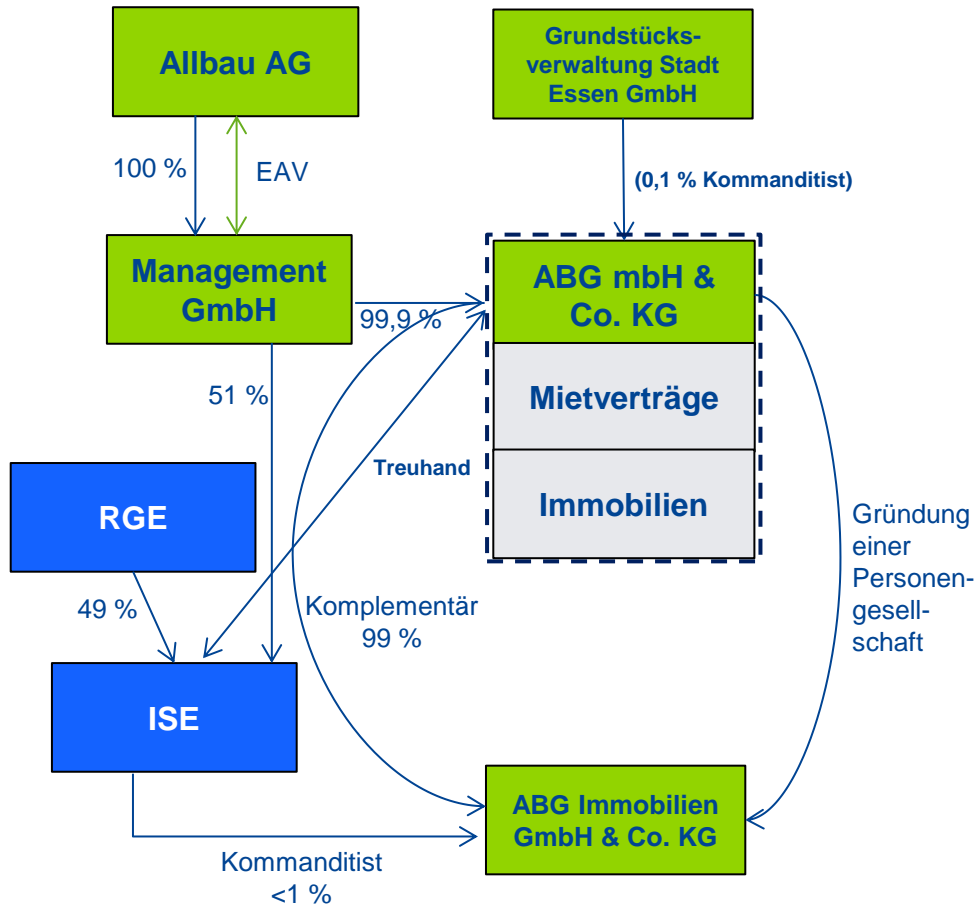 Allbau AG
Grundstücks-
verwaltung Stadt
Essen GmbH
100 %
EAV
(0,1 % Kommanditist)
Management
GmbH
99,9 %
ABG mbH &
Co. KG
51 %
Mietverträge
Treuhand
RGE
Immobilien
Gründung
einer
Personen-
gesell-
schaft
49 %
Komplementär
99 %
ISE
ABG Immobilien
GmbH & Co. KG
Kommanditist
<1 %